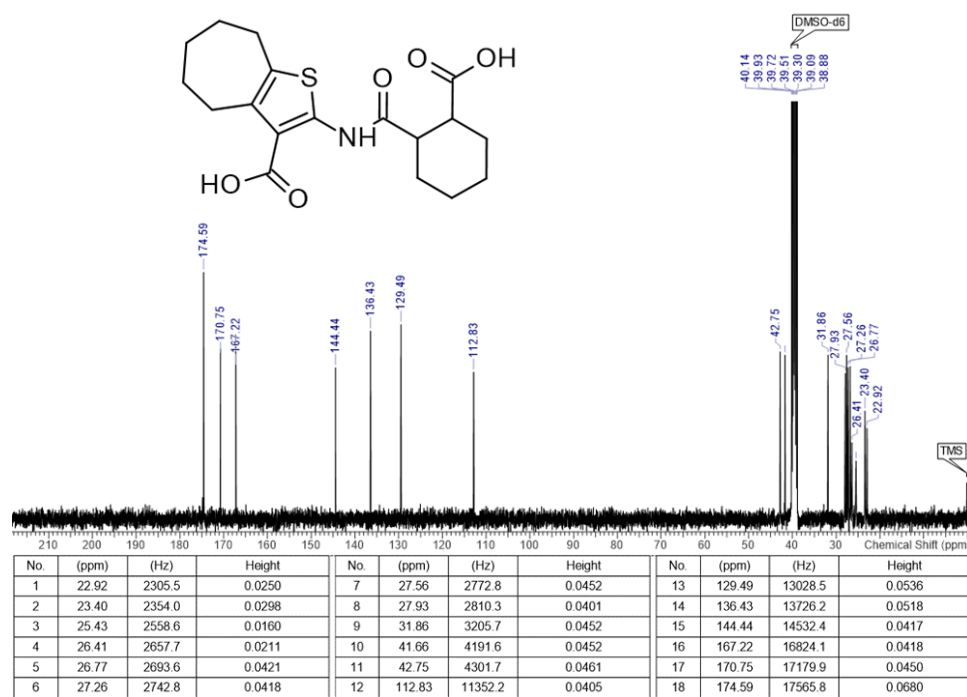 DMSO-d6
40.14
39.93
39.72
39.51
39.30
39.09
38.88
O
OH
S
O
NH
HO
O
174.59
170.75
167.22
144.44
136.43
129.49
112.83
42.75
31.86
27.93
27.56
27.26
26.77
26.41
23.40
22.92
TMS
210 200 190 180 170 160 150 140 130 120 110 100 90 80 70 60 50 40 30 20 10 Chemical Shift (ppm
No. (ppm) (Hz) Height No. (ppm) (Hz) Height No. (ppm) (Hz) Height
1 22.92 2305.5 0.0250 7 27.56 2772.8 0.0452 13 129.49 13028.5 0.0536
2 23.40 2354.0 0.0298 8 27.93 2810.3 0.0401 14 136.43 13726.2 0.0518
3 25.43 2558.6 0.0160 9 31.86 3205.7 0.0452 15 144.44 14532.4 0.0417
4 26.41 2657.7 0.0211 10 41.66 4191.6 0.0452 16 167.22 16824.1 0.0418
5 26.77 2693.6 0.0421 11 42.75 4301.7 0.0461 17 170.75 17179.9 0.0450
6 27.26 2742.8 0.0418 12 112.83 11352.2 0.0405 18 174.59 17565.8 0.0680